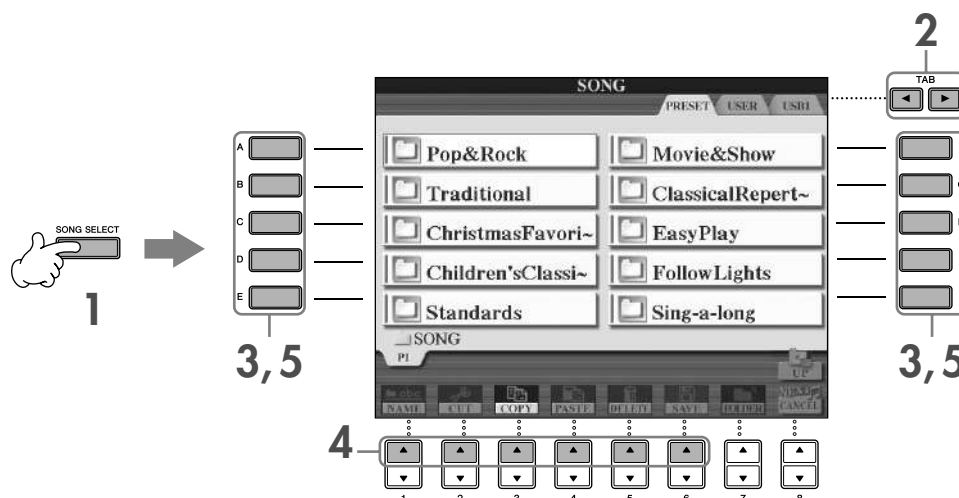 2
TAB
SONG
PRESET USER USB1
A
Pop&Rock
Movie&Show
B
Traditional
ClassicalRepert~
SONG SELECT
C
ChristmasFavori~
EasyPlay
D
Children'sClassi~
FollowLights
E
Standards
Sing-a-long
1
SONG
P1
3, 5
3, 5
UP
NAME CUT COPY PASTE DELETE SAVE FOLDER CANCEL
4
1 2 3 4 5 6 7 8